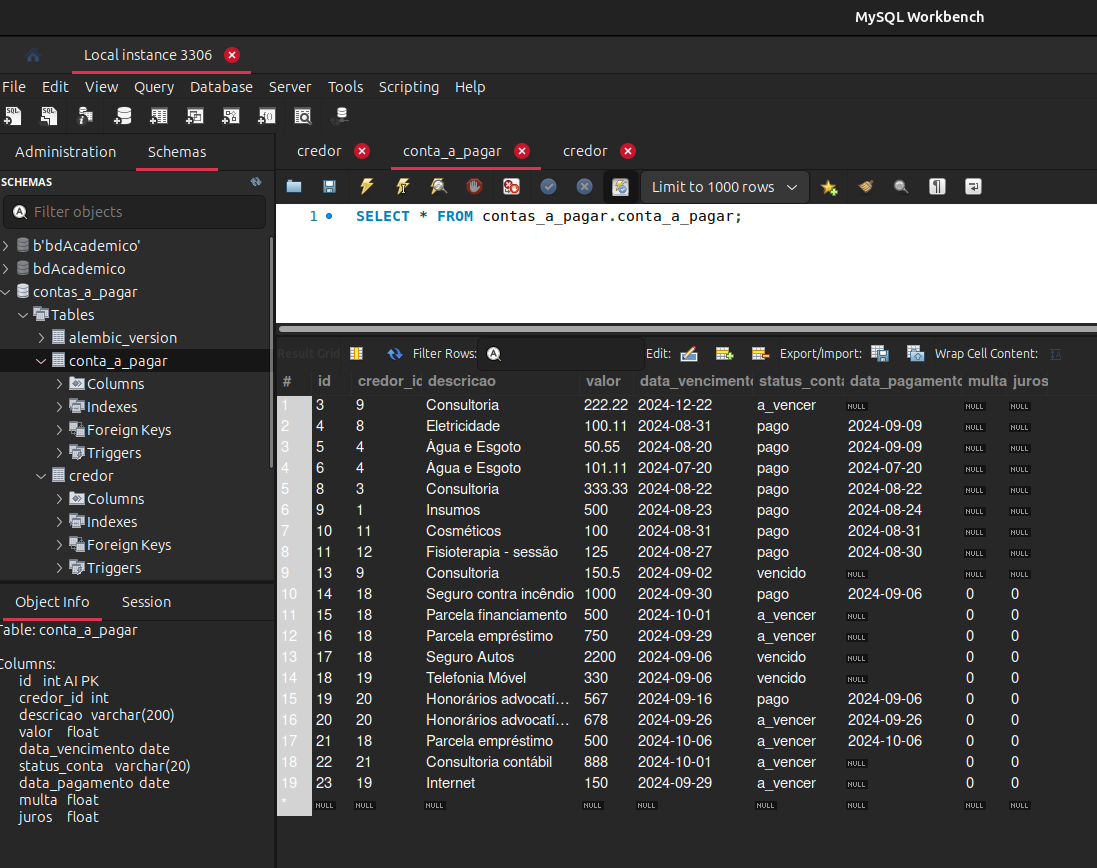 MySQL Workbench
Local instance 3306
File Edit View Query Database Server Tools Scripting Help
Administration Schemas
credor conta_a_pagar credor
SCHEMAS
Limit to 1000 rows
Filter objects
1 SELECT * FROM contas_a_pagar.conta_a_pagar;
b'bdAcademico'
bdAcademico
contas_a_pagar
Tables
alembic_version
conta_a_pagar
Columns
Indexes
Foreign Keys
Triggers
credor
Columns
Indexes
Foreign Keys
Triggers
Object Info Session
Table: conta_a_pagar
Columns:
id int AI PK
credor_id int
descricao varchar(200)
valor float
data_vencimento date
status_conta varchar(20)
data_pagamento date
multa float
juros float
Result Grid Filter Rows: Edit: Export/Import: Wrap Cell Content:
# id credor_id descricao valor data_vencimento status_conta data_pagamento multa juros
1 3 9 Consultoria 222.22 2024-12-22 a_vencer NULL NULL NULL
2 4 8 Eletricidade 100.11 2024-08-31 pago 2024-09-09 NULL NULL
3 5 4 Água e Esgoto 50.55 2024-08-20 pago 2024-09-09 NULL NULL
4 6 4 Água e Esgoto 101.11 2024-07-20 pago 2024-07-20 NULL NULL
5 8 3 Consultoria 333.33 2024-08-22 pago 2024-08-22 NULL NULL
6 9 1 Insumos 500 2024-08-23 pago 2024-08-24 NULL NULL
7 10 11 Cosméticos 100 2024-08-31 pago 2024-08-31 NULL NULL
8 11 12 Fisioterapia - sessão 125 2024-08-27 pago 2024-08-30 NULL NULL
9 13 9 Consultoria 150.5 2024-09-02 vencido NULL NULL NULL
10 14 18 Seguro contra incêndio 1000 2024-09-30 pago 2024-09-06 0 0
11 15 18 Parcela financiamento 500 2024-10-01 a_vencer NULL 0 0
12 16 18 Parcela empréstimo 750 2024-09-29 a_vencer NULL 0 0
13 17 18 Seguro Autos 2200 2024-09-06 vencido NULL 0 0
14 18 19 Telefonia Móvel 330 2024-09-06 vencido NULL 0 0
15 19 20 Honorários advocatí... 567 2024-09-16 pago 2024-09-06 0 0
16 20 20 Honorários advocatí... 678 2024-09-26 a_vencer 2024-09-26 0 0
17 21 18 Parcela empréstimo 500 2024-10-06 a_vencer 2024-10-06 0 0
18 22 21 Consultoria contábil 888 2024-10-01 a_vencer NULL 0 0
19 23 19 Internet 150 2024-09-29 a_vencer NULL 0 0
* NULL NULL NULL NULL NULL NULL NULL NULL NULL